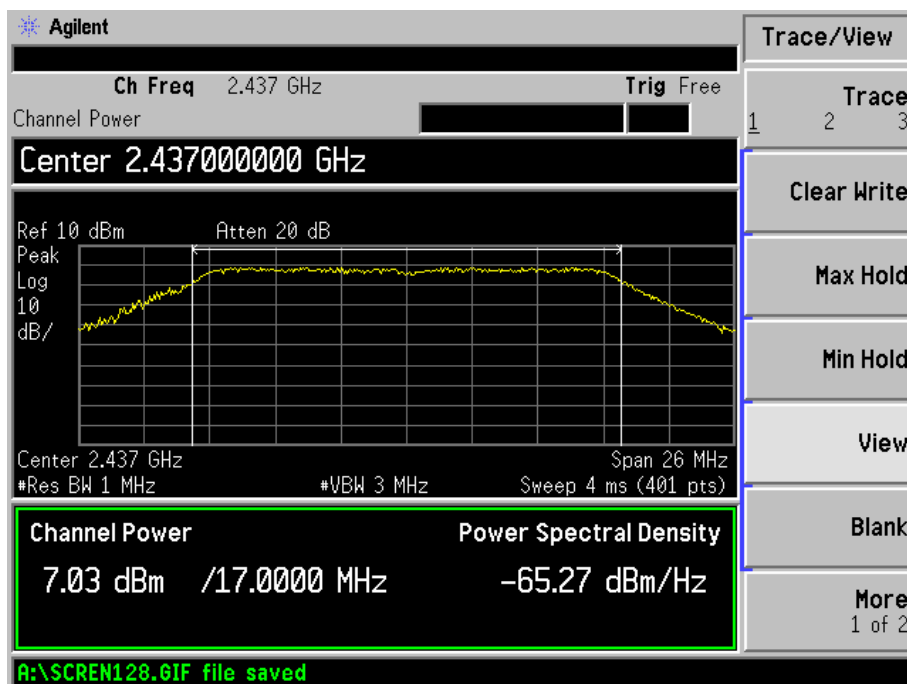 Agilent
Trace/View
Ch Freq 2.437 GHz Trig Free
Channel Power
Trace
1 2 3
Center 2.437000000 GHz
Clear Write
Ref 10 dBm Atten 20 dB
Peak
Log
10
dB/
Max Hold
Min Hold
View
Center 2.437 GHz Span 26 MHz
#Res BW 1 MHz #VBW 3 MHz Sweep 4 ms (401 pts)
Channel Power Power Spectral Density
7.03 dBm /17.0000 MHz -65.27 dBm/Hz
Blank
More
1 of 2
A:\SCREN128.GIF file saved